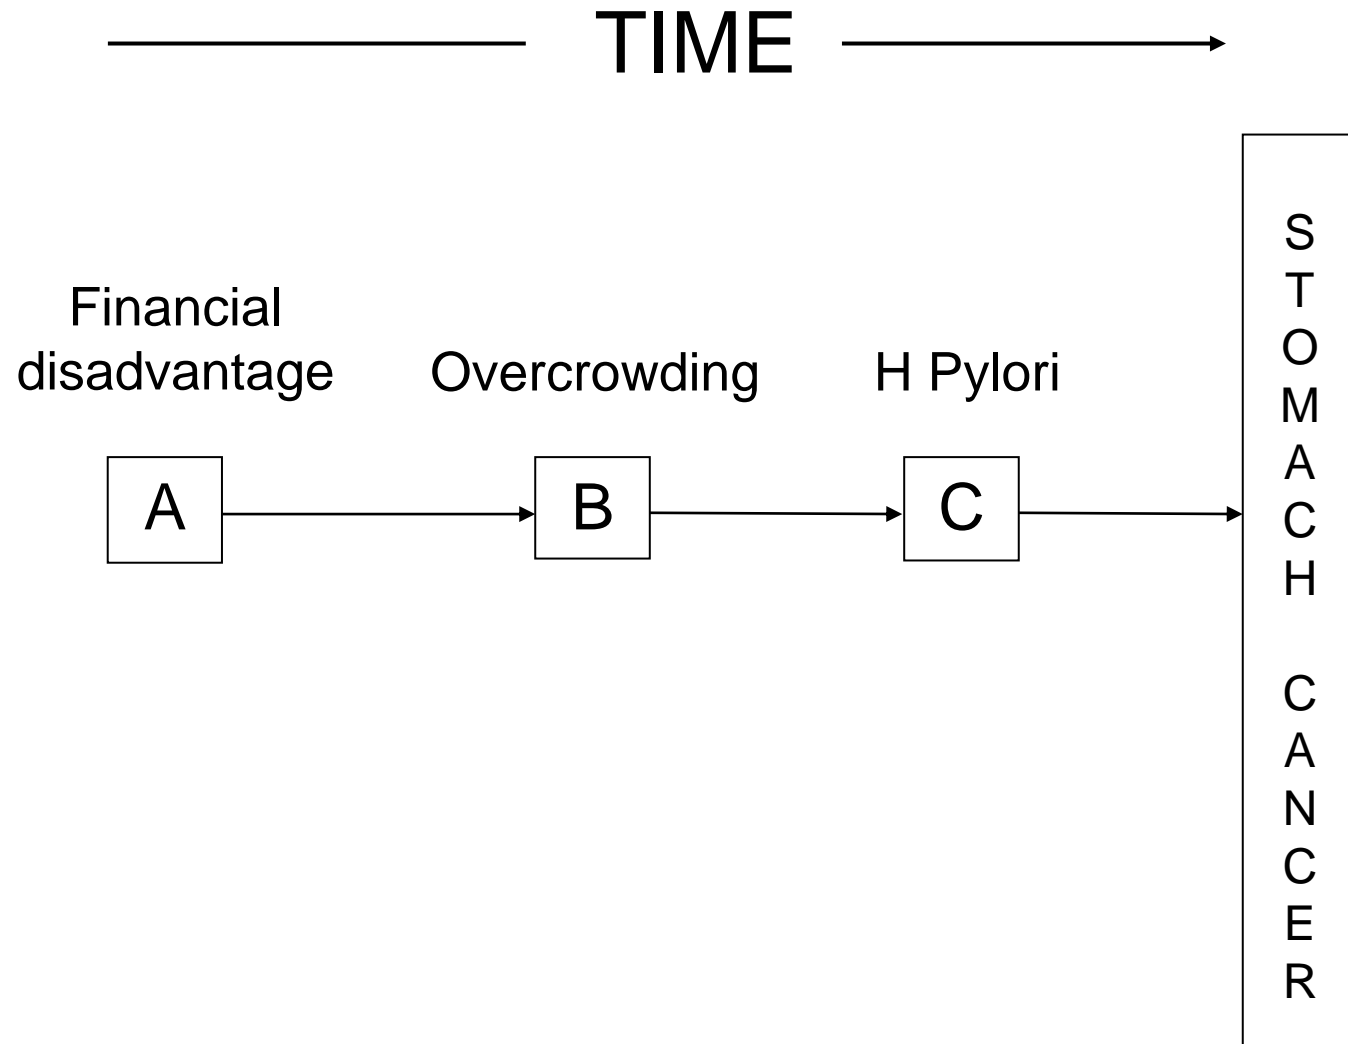 TIME
Financial
disadvantage
Overcrowding
H Pylori
A
B
C
S
T
O
M
A
C
H
C
A
N
C
E
R